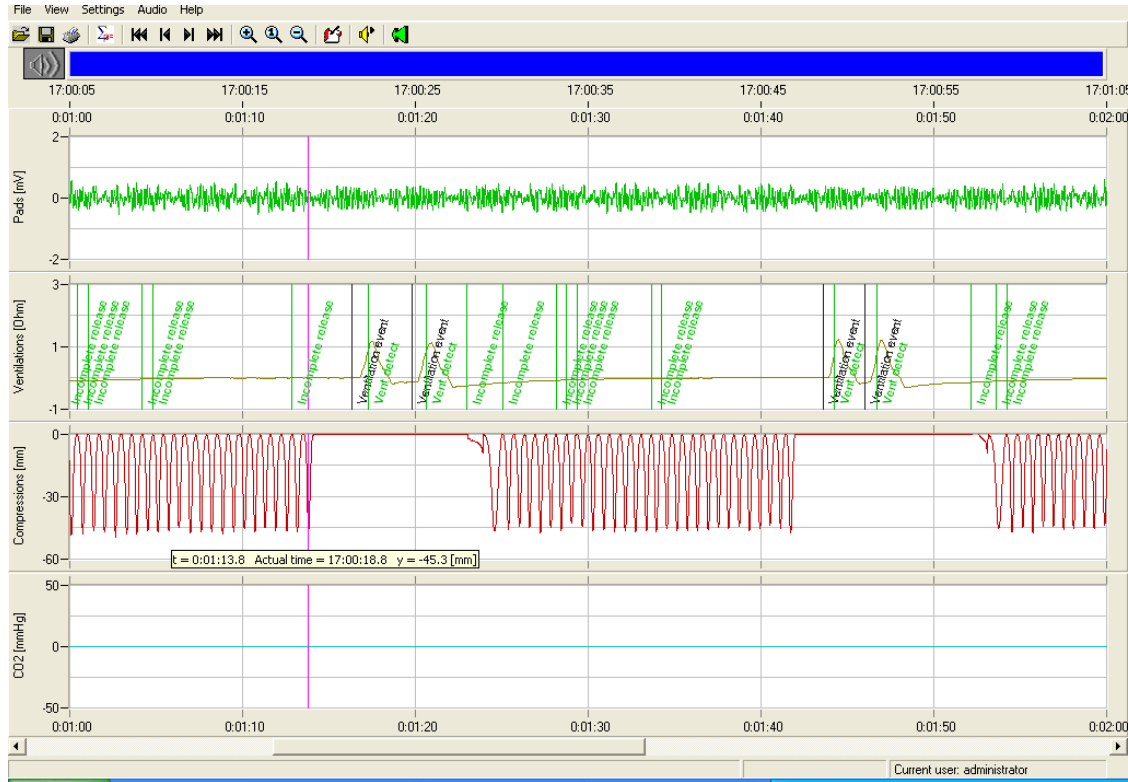 File View Settings Audio Help
17:00:05 17:00:15 17:00:25 17:00:35 17:00:45 17:00:55 17:01:05
0:01:00 0:01:10 0:01:20 0:01:30 0:01:40 0:01:50 0:02:00
Pads [mV]
2
0
-2
Ventilations [Ohm]
3
1
-1
Incomplete release
Incomplete release
Incomplete release
Incomplete release
Incomplete release
Ventilation event
Vent detect
Ventilation event
Vent detect
Incomplete release
Incomplete release
Incomplete release
Incomplete release
Incomplete release
Incomplete release
Incomplete release
Ventilation event
Vent detect
Ventilation event
Vent detect
Incomplete release
Incomplete release
Incomplete release
Compressions [mm]
0
-30
-60
t = 0:01:13.8 Actual time = 17:00:18.8 y = -45.3 [mm]
CO2 [mmHg]
50
0
-50
0:01:00 0:01:10 0:01:20 0:01:30 0:01:40 0:01:50 0:02:00
Current user: administrator